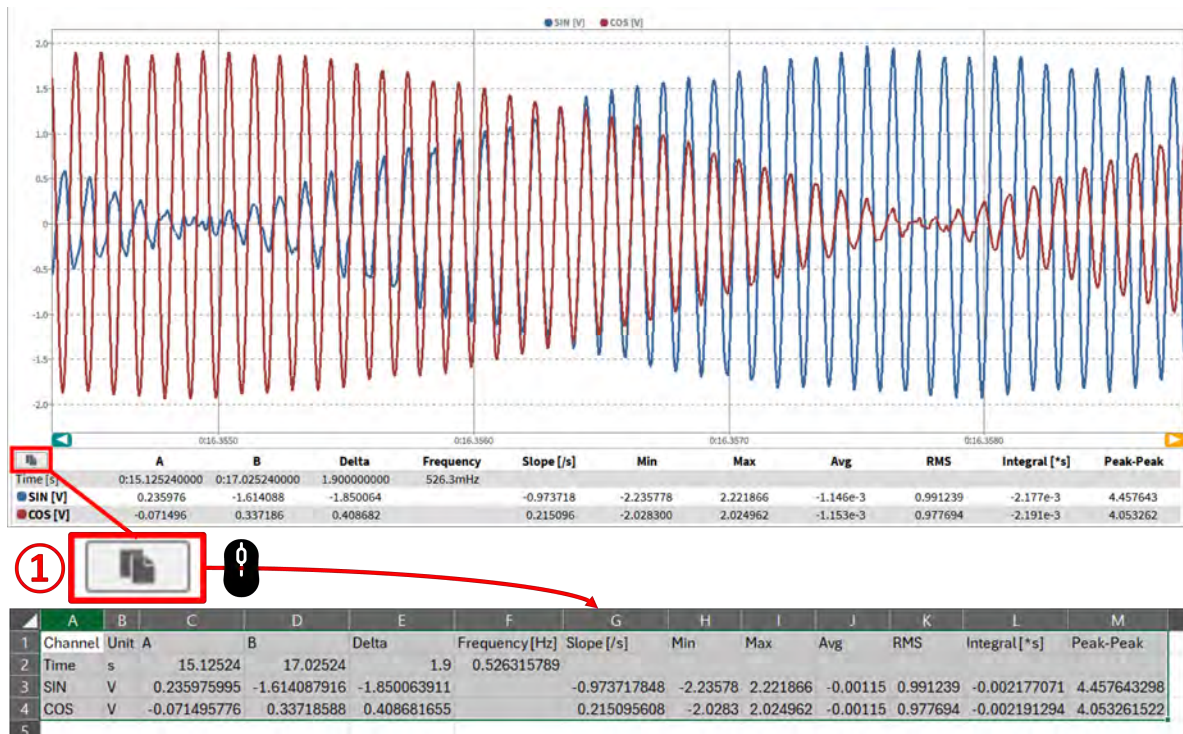 SIN [V] COS [V]
2.0
1.5
1.0
0.5
0
-0.5
-1.0
-1.5
-2.0
0:16.3550 0:16.3560 0:16.3570 0:16.3580
A B Delta Frequency Slope [/s] Min Max Avg RMS Integral [*s] Peak-Peak
Time [s] 0:15.125240000 0:17.025240000 1.900000000 526.3mHz
SIN [V] 0.235976 -1.614088 -1.850064 -0.973718 -2.235778 2.221866 -1.146e-3 0.991239 -2.177e-3 4.457643
COS [V] -0.071496 0.337186 0.408682 0.215096 -2.028300 2.024962 -1.153e-3 0.977694 -2.191e-3 4.053262
1
A B C D E F G H I J K L M
1 Channel Unit A B Delta Frequency [Hz] Slope [/s] Min Max Avg RMS Integral [*s] Peak-Peak
2 Time s 15.12524 17.02524 1.9 0.526315789
3 SIN V 0.235975995 -1.614087916 -1.850063911 -0.973717848 -2.23578 2.221866 -0.00115 0.991239 -0.002177071 4.457643298
4 COS V -0.071495776 0.33718588 0.408681655 0.215095608 -2.0283 2.024962 -0.00115 0.977694 -0.002191294 4.053261522
5